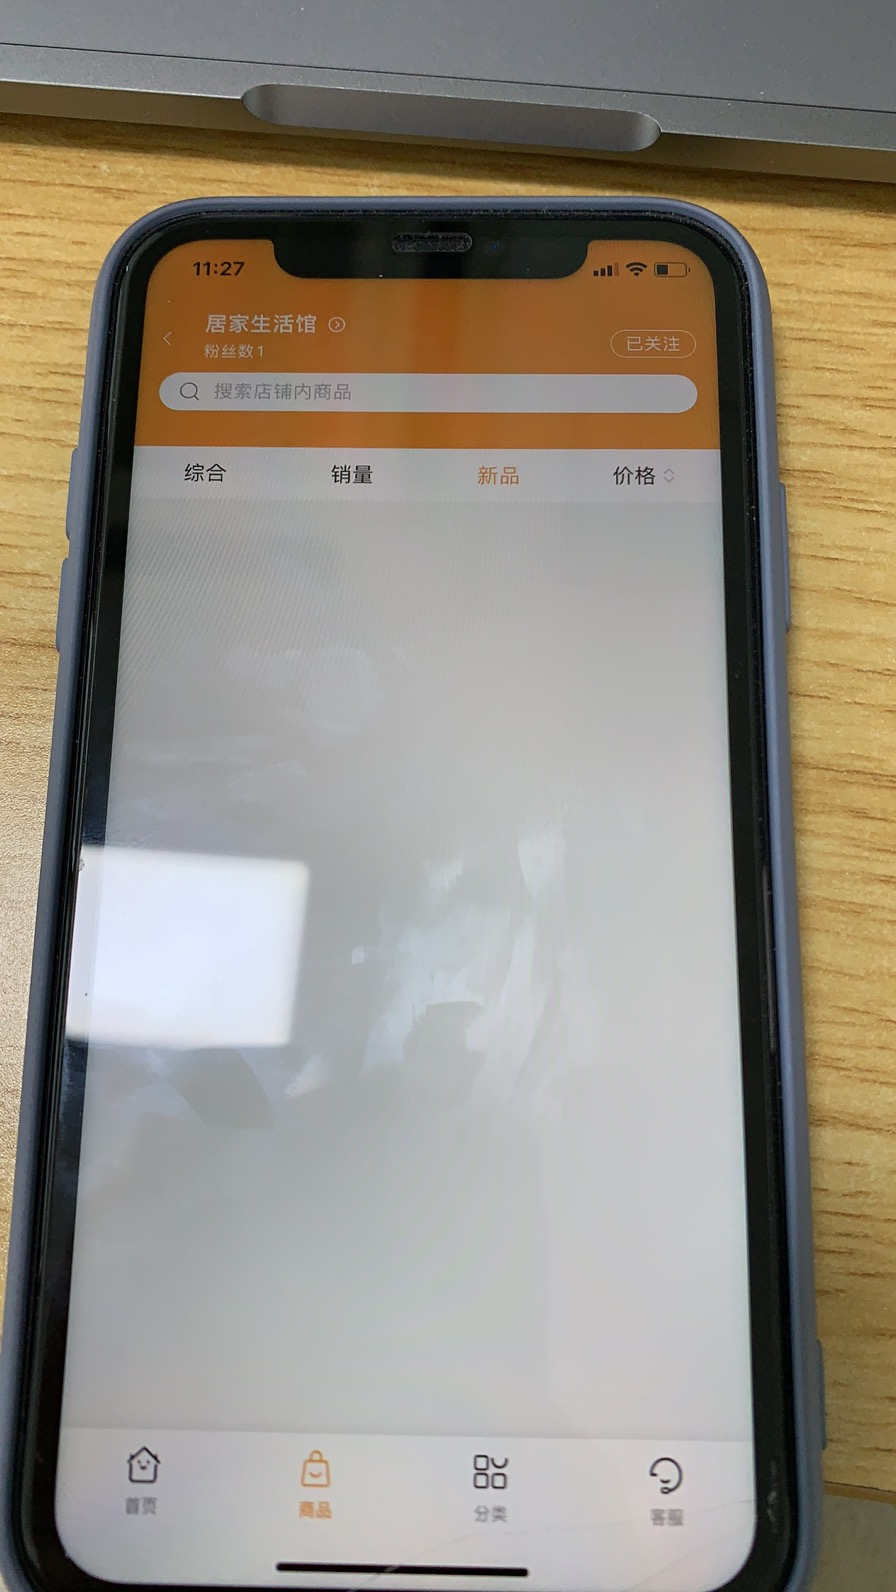 11:27
居家生活馆
粉丝数1
已关注
搜索店铺内商品
综合 销量 新品 价格
首页 商品 分类 客服